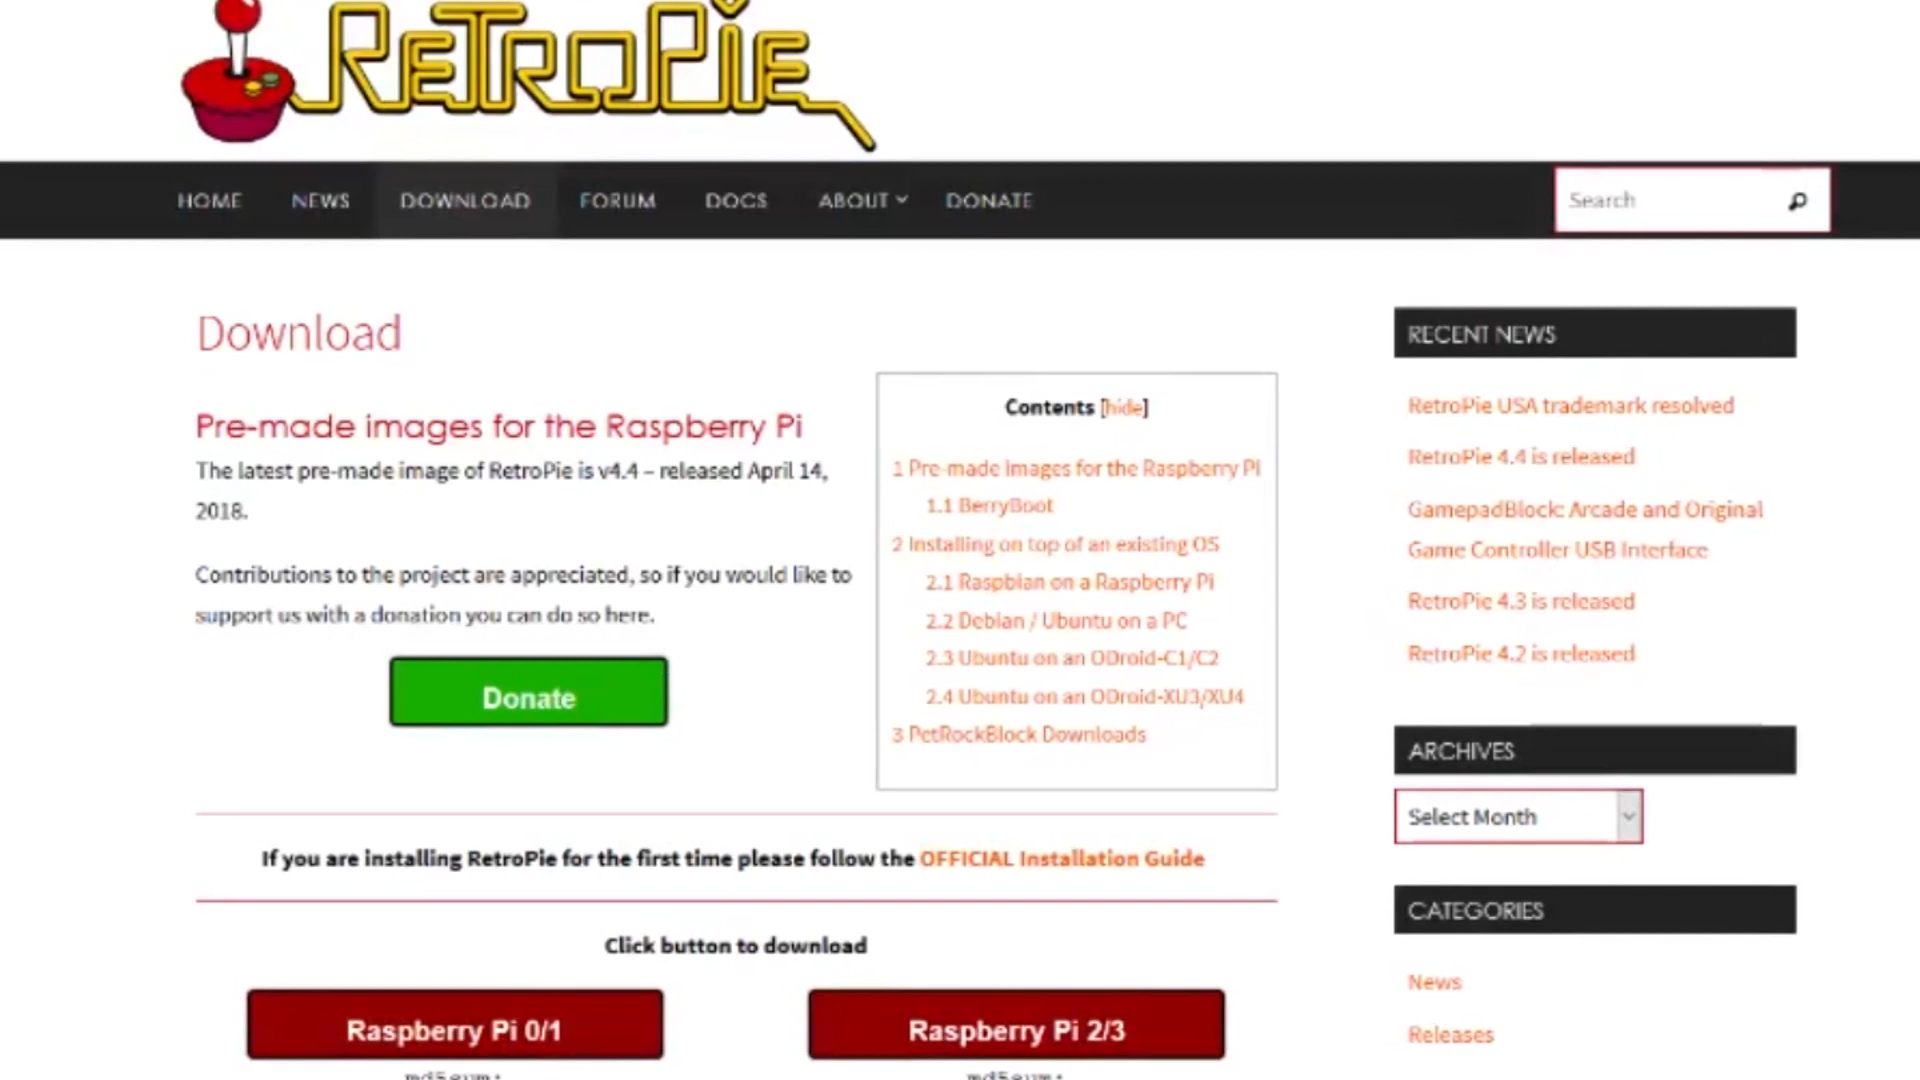 RetroPie
HOME NEWS DOWNLOAD FORUM DOCS ABOUT DONATE Search
Download
Pre-made images for the Raspberry Pi
The latest pre-made image of RetroPie is v4.4 – released April 14,
2018.
Contributions to the project are appreciated, so if you would like to
support us with a donation you can do so here.
Donate
Contents [hide]
1 Pre-made images for the Raspberry Pi
1.1 BerryBoot
2 Installing on top of an existing OS
2.1 Raspbian on a Raspberry Pi
2.2 Debian / Ubuntu on a PC
2.3 Ubuntu on an ODroid-C1/C2
2.4 Ubuntu on an ODroid-XU3/XU4
3 PetRockBlock Downloads
If you are installing RetroPie for the first time please follow the OFFICIAL Installation Guide
Click button to download
Raspberry Pi 0/1
Raspberry Pi 2/3
md5sum:
md5sum:
RECENT NEWS
RetroPie USA trademark resolved
RetroPie 4.4 is released
GamepadBlock: Arcade and Original
Game Controller USB Interface
RetroPie 4.3 is released
RetroPie 4.2 is released
ARCHIVES
Select Month
CATEGORIES
News
Releases